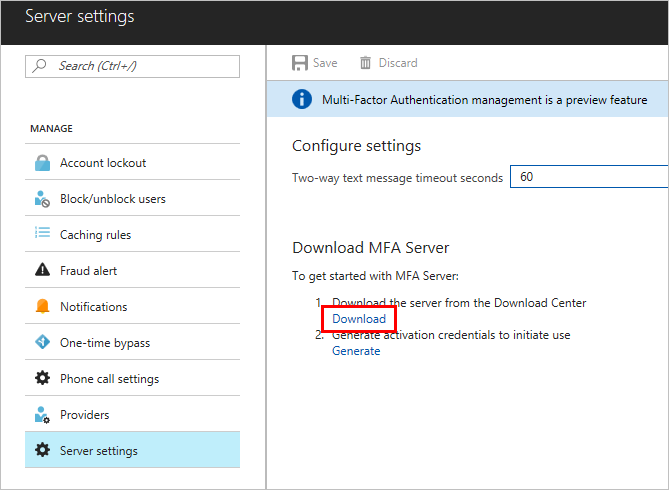 Server settings
Search (Ctrl+/)
MANAGE
Account lockout
Block/unblock users
Caching rules
Fraud alert
Notifications
One-time bypass
Phone call settings
Providers
Server settings
Save Discard
Multi-Factor Authentication management is a preview feature
Configure settings
Two-way text message timeout seconds 60
Download MFA Server
To get started with MFA Server:
1. Download the server from the Download Center
Download
2. Generate activation credentials to initiate use
Generate